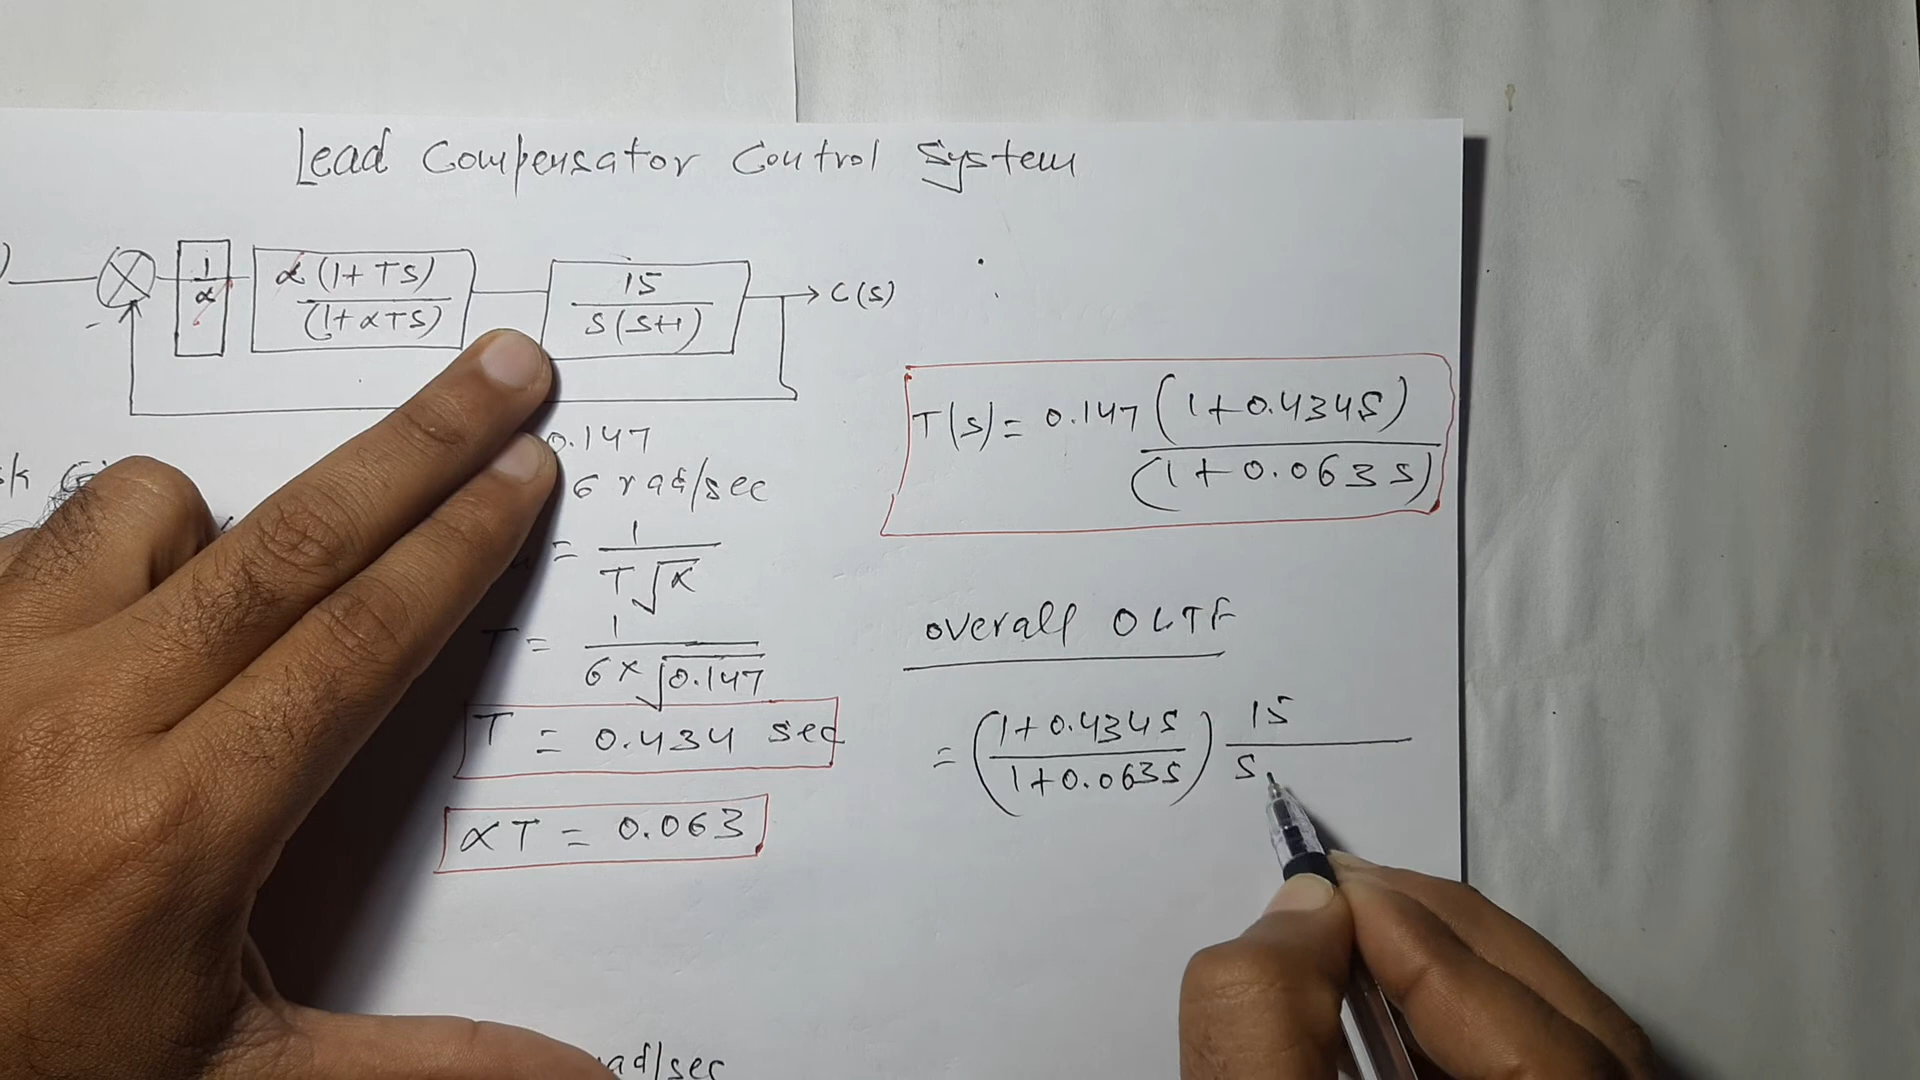 Lead Compensator Control System
1/α α(1+TS)/(1+αTS) 15/S(S+1) → C(S)
-
0.147
6 rad/sec
= 1/T√α
T = 1/6×√0.147
T = 0.434 sec
αT = 0.063
rad/sec
T(s) = 0.147 (1+0.434S)/(1+0.063S)
overall OLTF
= (1+0.434S/1+0.063S) 15/S